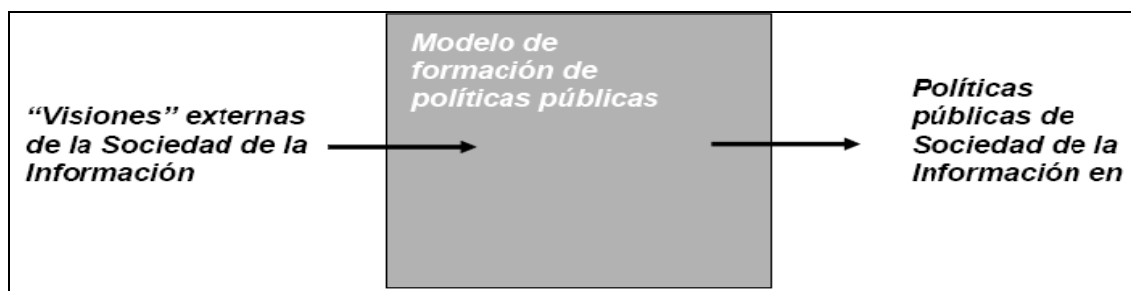 “Visiones” externas
de la Sociedad de la
Información
Modelo de
formación de
políticas públicas
Políticas
públicas de
Sociedad de la
Información en